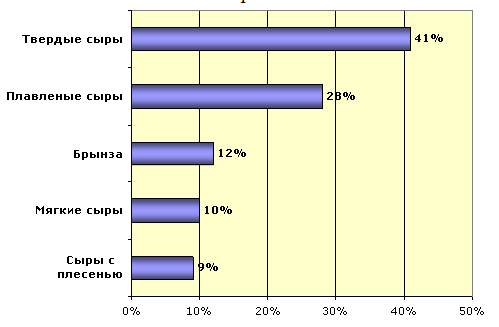 Твердые сыры
41%
Плавленые сыры
28%
Брынза
12%
Мягкие сыры
10%
Сыры с
плесенью
9%
0%
10%
20%
30%
40%
50%